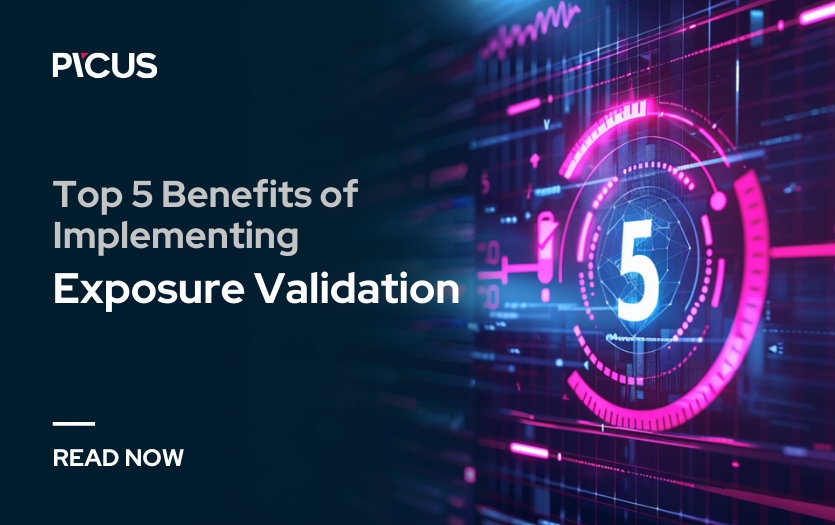 PICUS
Top 5 Benefits of
Implementing
Exposure Validation
READ NOW
5